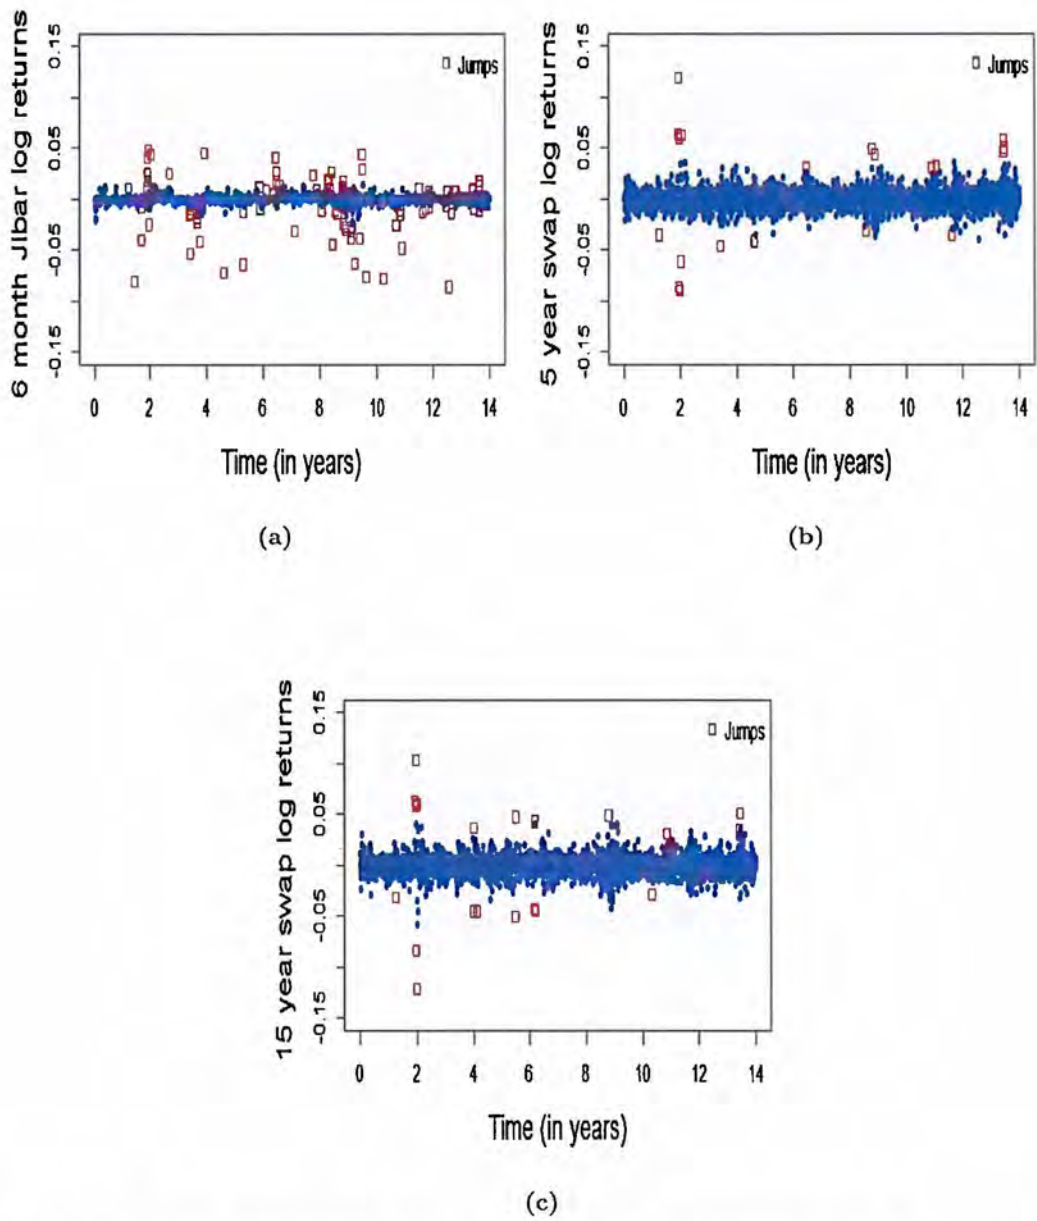 6 month Jibar log returns
0.15
0.05
-0.05
-0.15
Jumps
0 2 4 6 8 10 12 14
Time (in years)
(a)
5 year swap log returns
0.15
0.05
-0.05
-0.15
Jumps
0 2 4 6 8 10 12 14
Time (in years)
(b)
15 year swap log returns
0.15
0.05
-0.05
-0.15
Jumps
0 2 4 6 8 10 12 14
Time (in years)
(c)